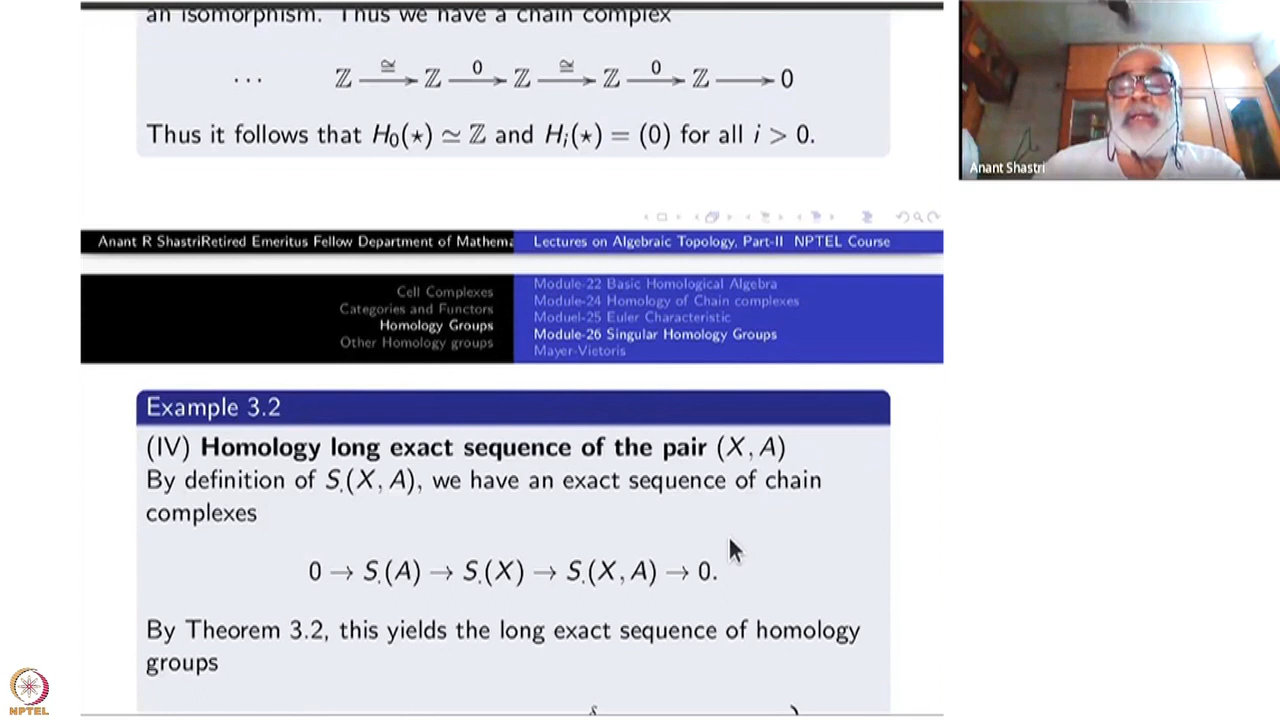 an isomorphism. Thus we have a chain complex
··· ℤ ≅→ ℤ 0→ ℤ ≅→ ℤ 0→ ℤ → 0
Thus it follows that H₀(⋆) ≃ ℤ and Hᵢ(⋆) = (0) for all i > 0.
Anant R ShastriRetired Emeritus Fellow Department of Mathema
Lectures on Algebraic Topology, Part-II NPTEL Course
Cell Complexes
Categories and Functors
Homology Groups
Other Homology groups
Module-22 Basic Homological Algebra
Module-24 Homology of Chain complexes
Moduel-25 Euler Characteristic
Module-26 Singular Homology Groups
Mayer-Victoris
Example 3.2
(IV) Homology long exact sequence of the pair (X, A)
By definition of S.(X, A), we have an exact sequence of chain
complexes
0 → S.(A) → S.(X) → S.(X, A) → 0.
By Theorem 3.2, this yields the long exact sequence of homology
groups
Anant Shastri
NPTEL